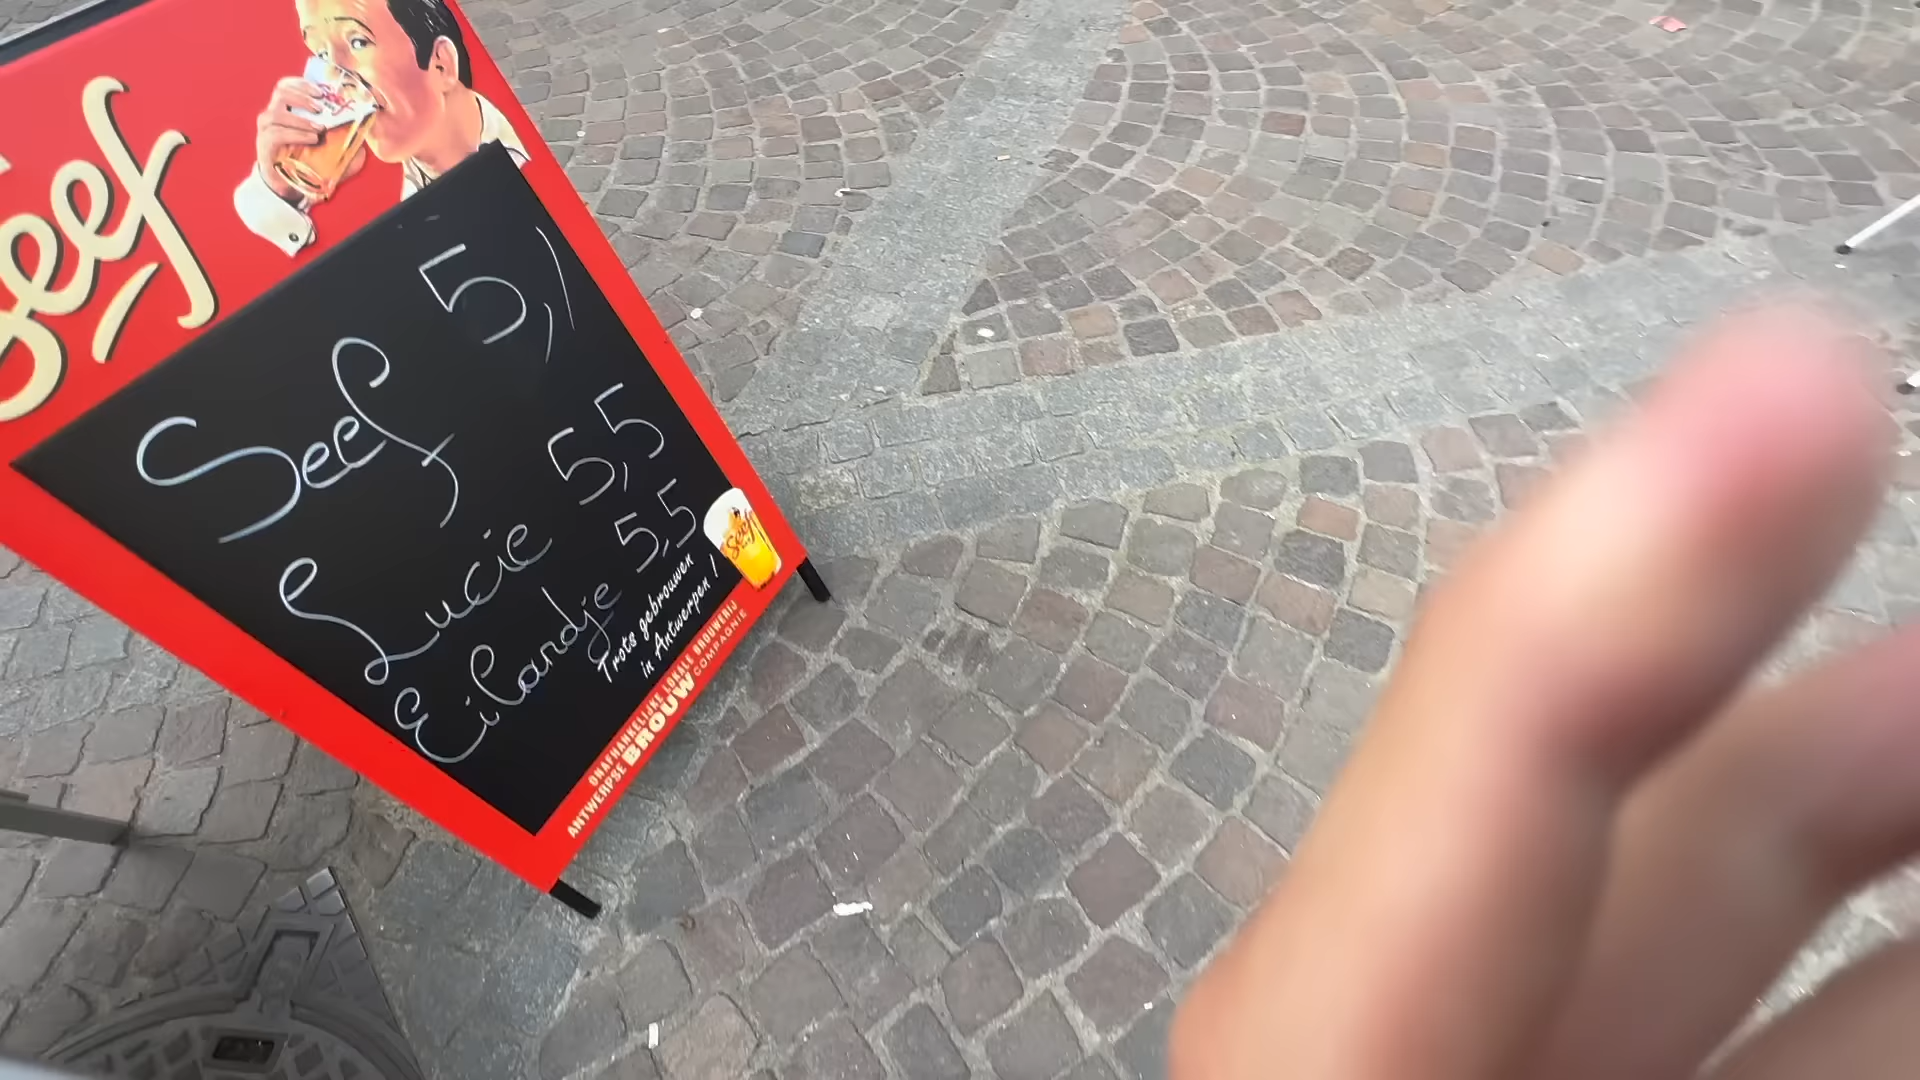 Seef
Seef 5,/
Lucie 5,5
Eilandje 5,5
Seef
Trots gebrouwen
in Antwerpen!
ONAFHANKELIJKE LOKALE BROUWERIJ
ANTWERPSE BROUW COMPAGNIE